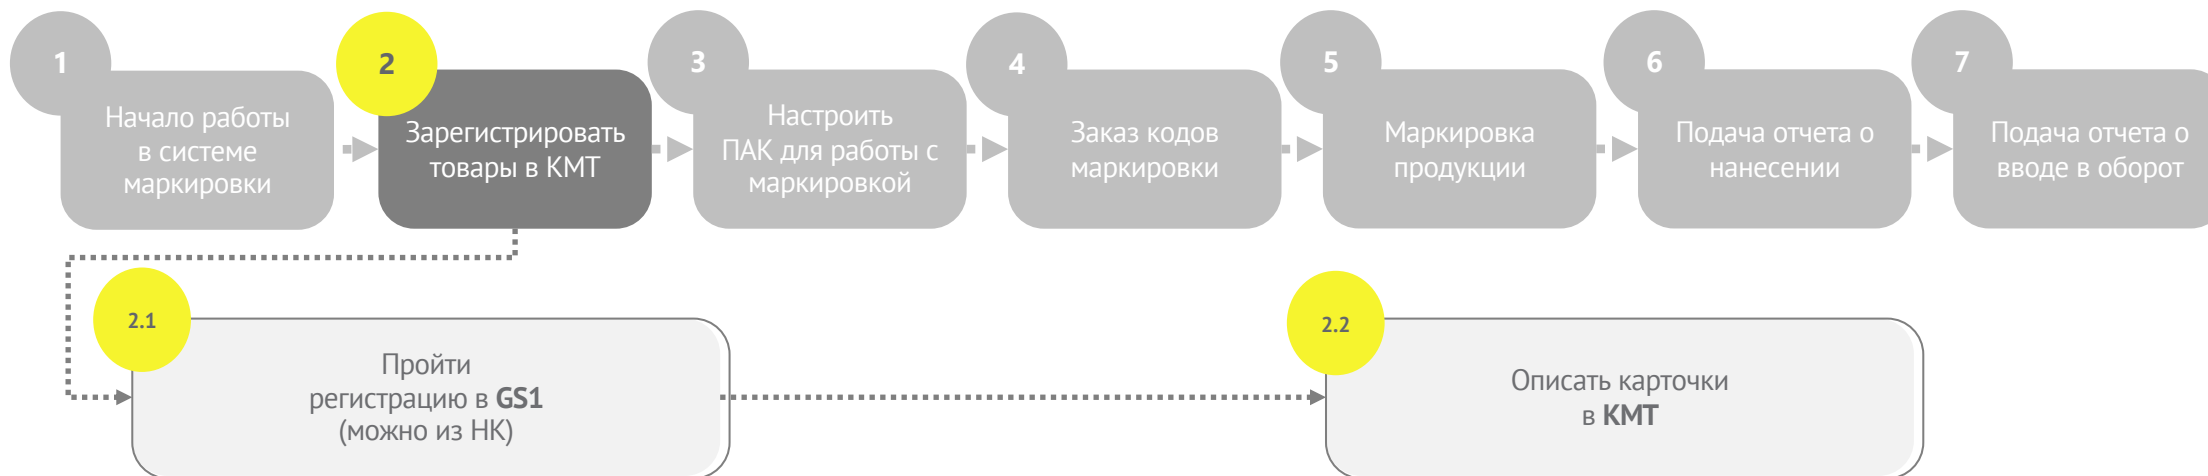 1
Начало работы
в системе
маркировки
2
Зарегистрировать
товары в КМТ
3
Настроить
ПАК для работы с
маркировкой
4
Заказ кодов
маркировки
5
Маркировка
продукции
6
Подача отчета о
нанесении
7
Подача отчета о
вводе в оборот
2.1
Пройти
регистрацию в GS1
(можно из НК)
2.2
Описать карточки
в КМТ